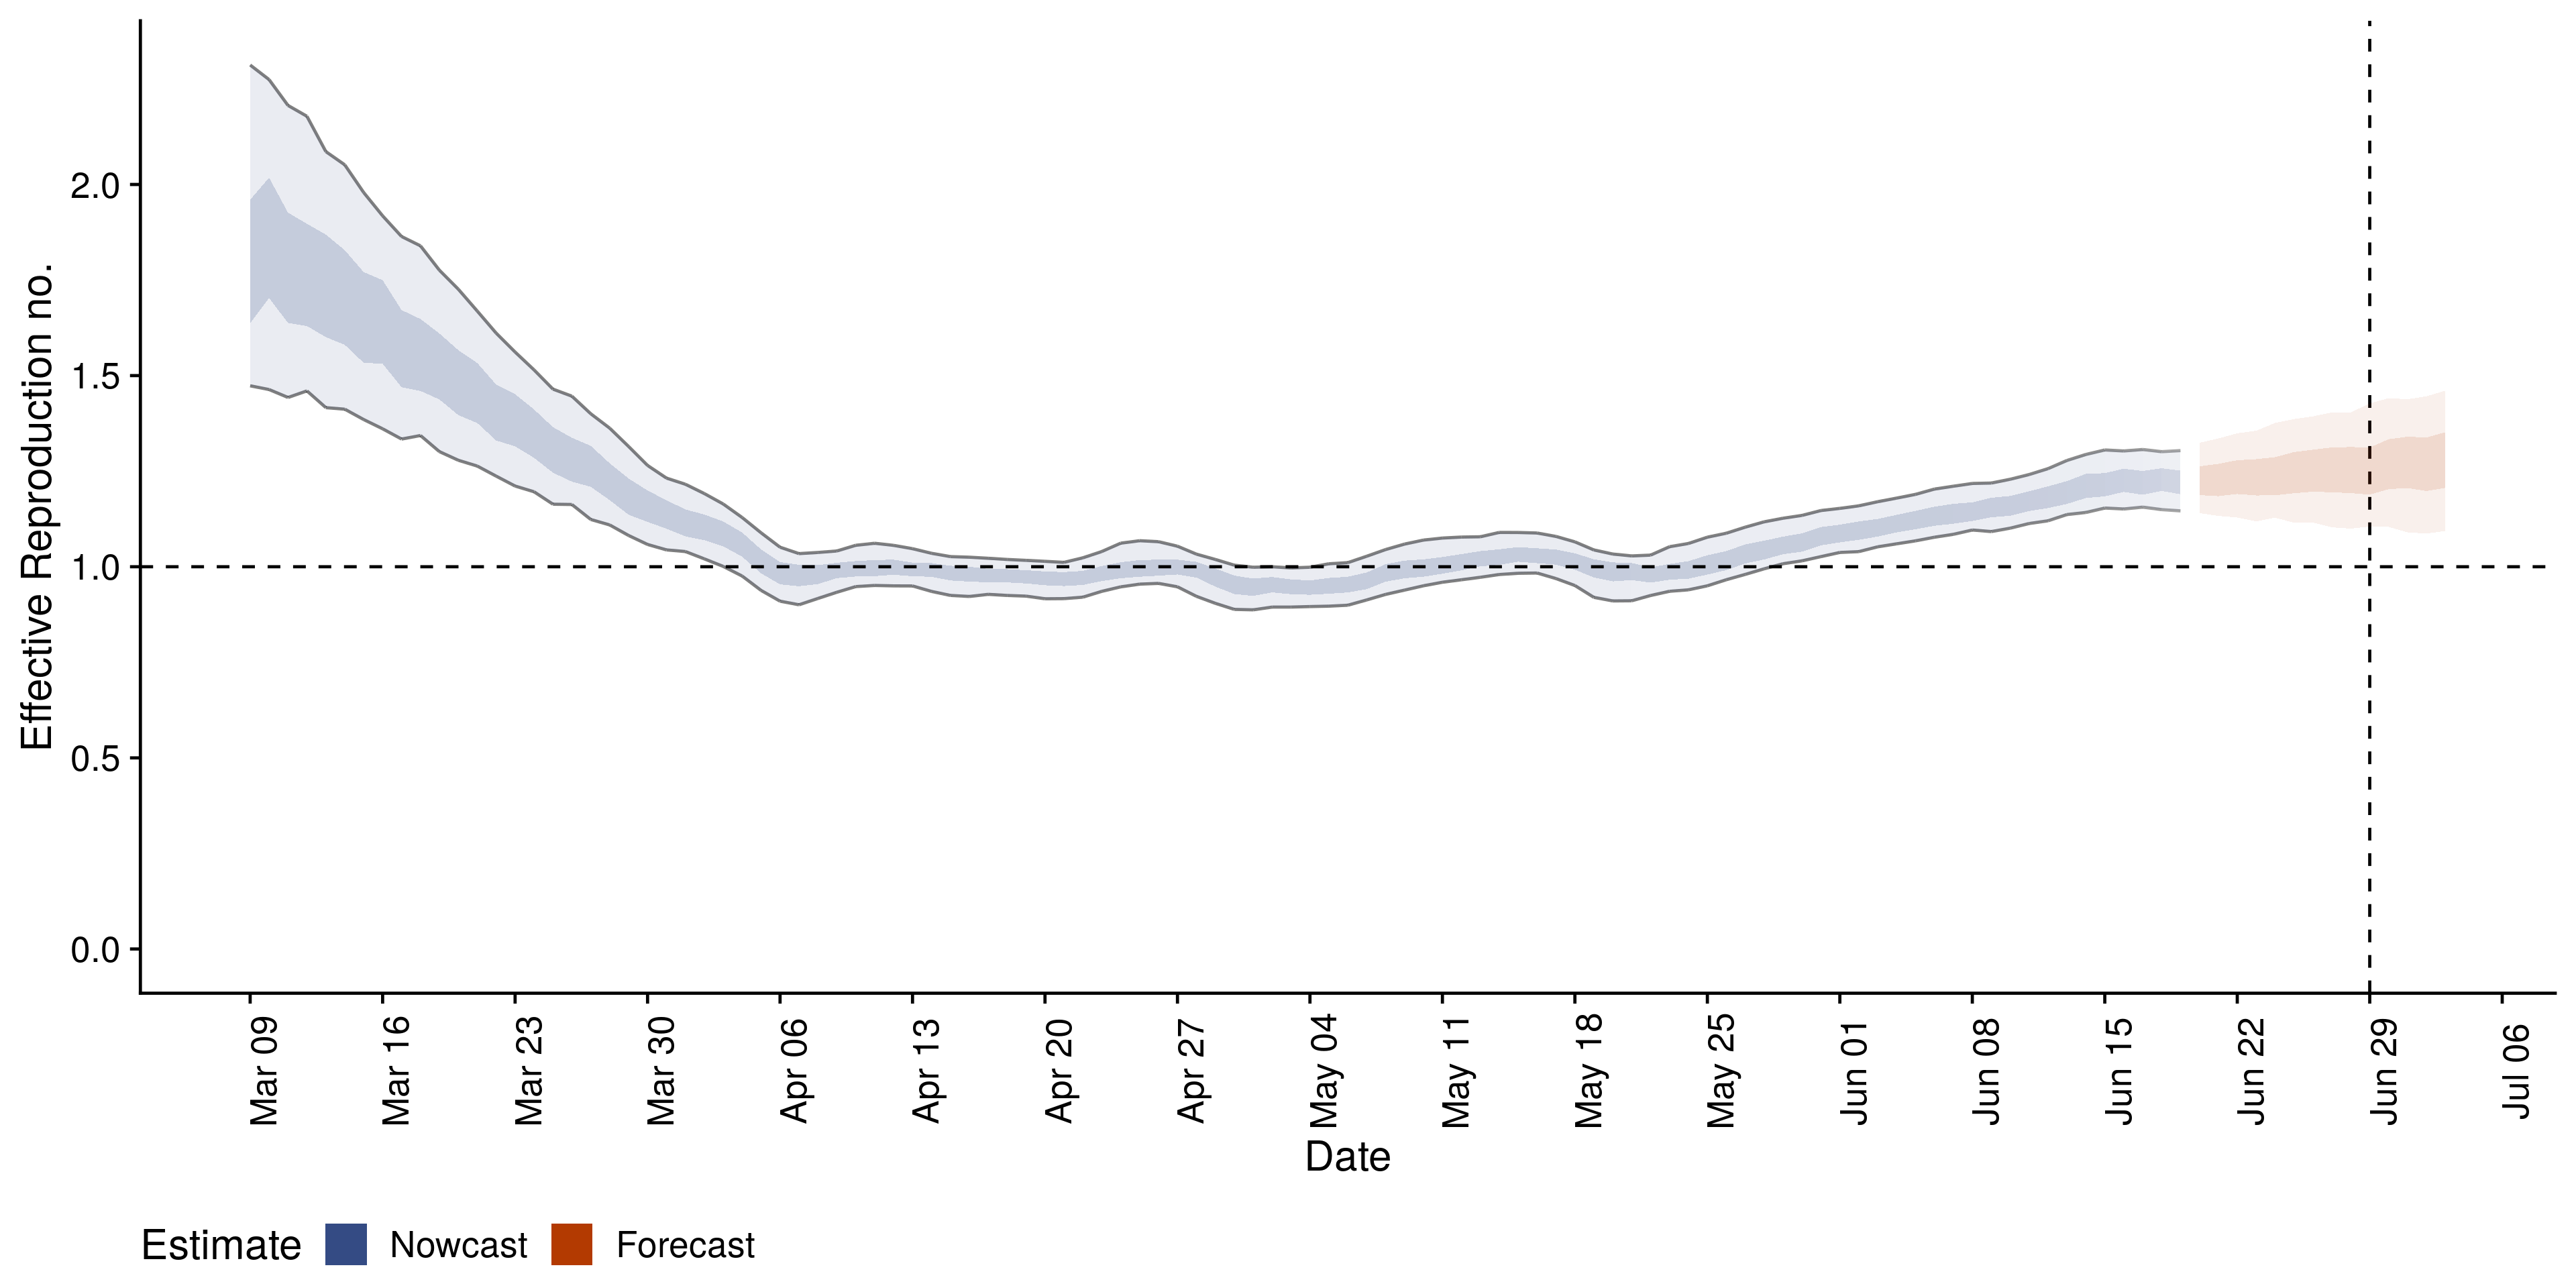 Effective Reproduction no.
2.0
1.5
1.0
0.5
0.0
Mar 09
Mar 16
Mar 23
Mar 30
Apr 06
Apr 13
Apr 20
Apr 27
May 04
May 11
May 18
May 25
Jun 01
Jun 08
Jun 15
Jun 22
Jun 29
Jul 06
Date
Estimate Nowcast Forecast